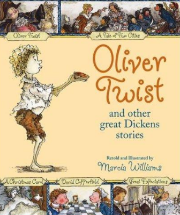 Oliver Twist
A Tale of Two Cities
Oliver
Twist
and other
great Dickens
stories
Retold and Illustrated by
Marcia Williams
A Christmas Carol
David Copperfield
Great Expectations